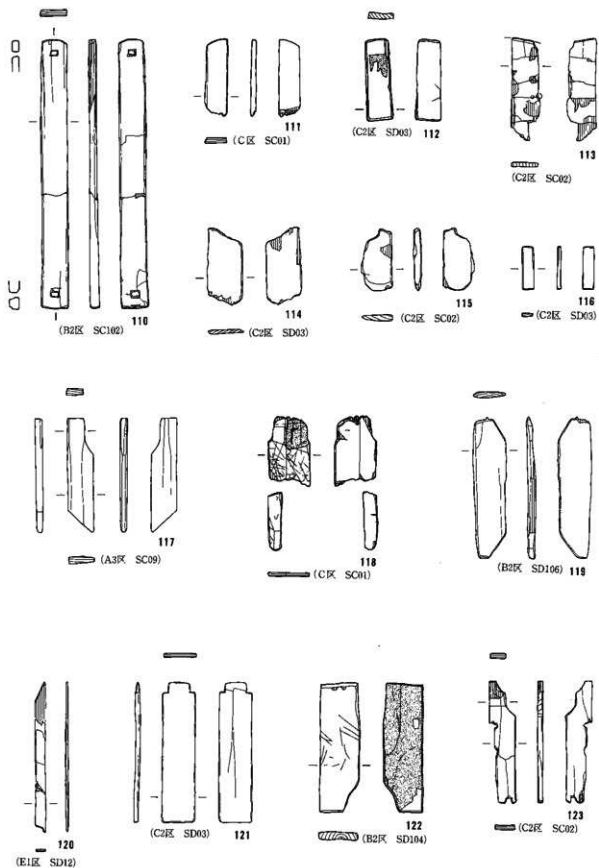 110
(B2区 SC102)
111
(C区 SC01)
112
(C2区 SD03)
113
(C2区 SC02)
114
(C2区 SD03)
115
(C2区 SC02)
116
(C2区 SD03)
117
(A3区 SC09)
118
(C区 SC01)
119
(B2区 SD106)
120
(E1区 SD12)
121
(C2区 SD03)
122
(B2区 SD104)
123
(C2区 SC02)